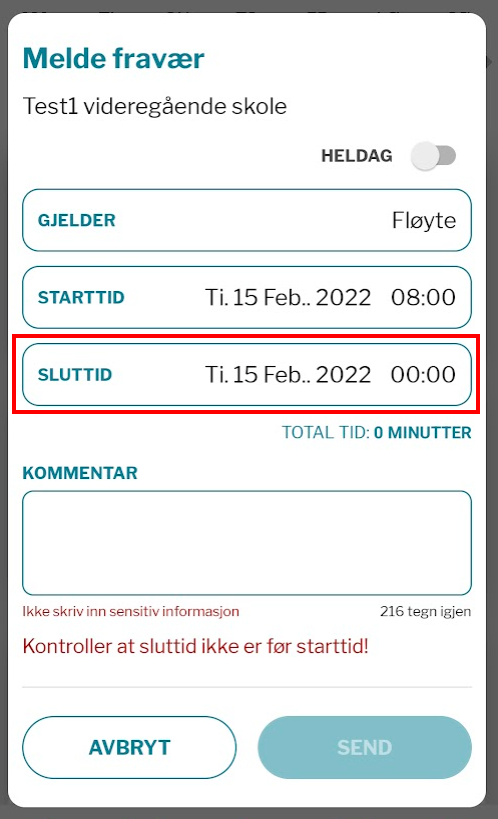 Melde fravær
Test1 videregående skole
HELDAG
GJELDER Fløyte
STARTTID Ti. 15 Feb.. 2022 08:00
SLUTTID Ti. 15 Feb.. 2022 00:00
TOTAL TID: 0 MINUTTER
KOMMENTAR
Ikke skriv inn sensitiv informasjon 216 tegn igjen
Kontroller at sluttid ikke er før starttid!
AVBRYT SEND